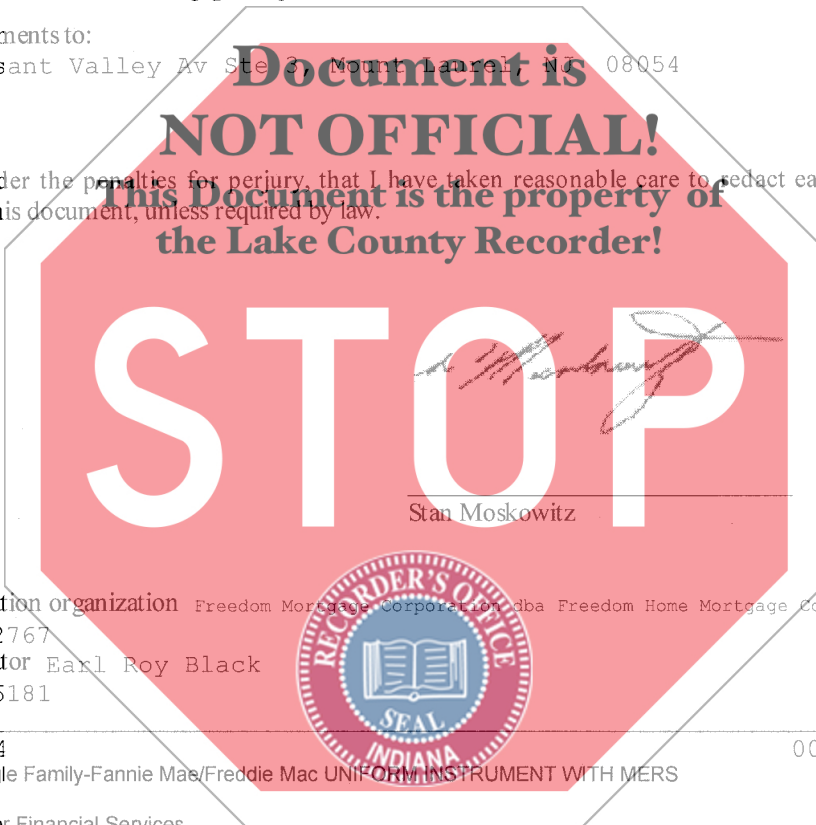 ments to:
sant Valley Av Ste 3, Mount Laurel, NJ 08054
Document is
NOT OFFICIAL!
der the penalties for perjury, that I have taken reasonable care to redact ea
This Document is the property of
is document, unless required by law.
the Lake County Recorder!
STOP
Stan Moskowitz
tion organization Freedom Mortgage Corporation dba Freedom Home Mortgage Co
2767
RECORDER'S OFFICE
tor Earl Roy Black
5181
SEAL
INDIANA
4 00
le Family-Fannie Mae/Freddie Mac UNIFORM INSTRUMENT WITH MERS
r Financial Services